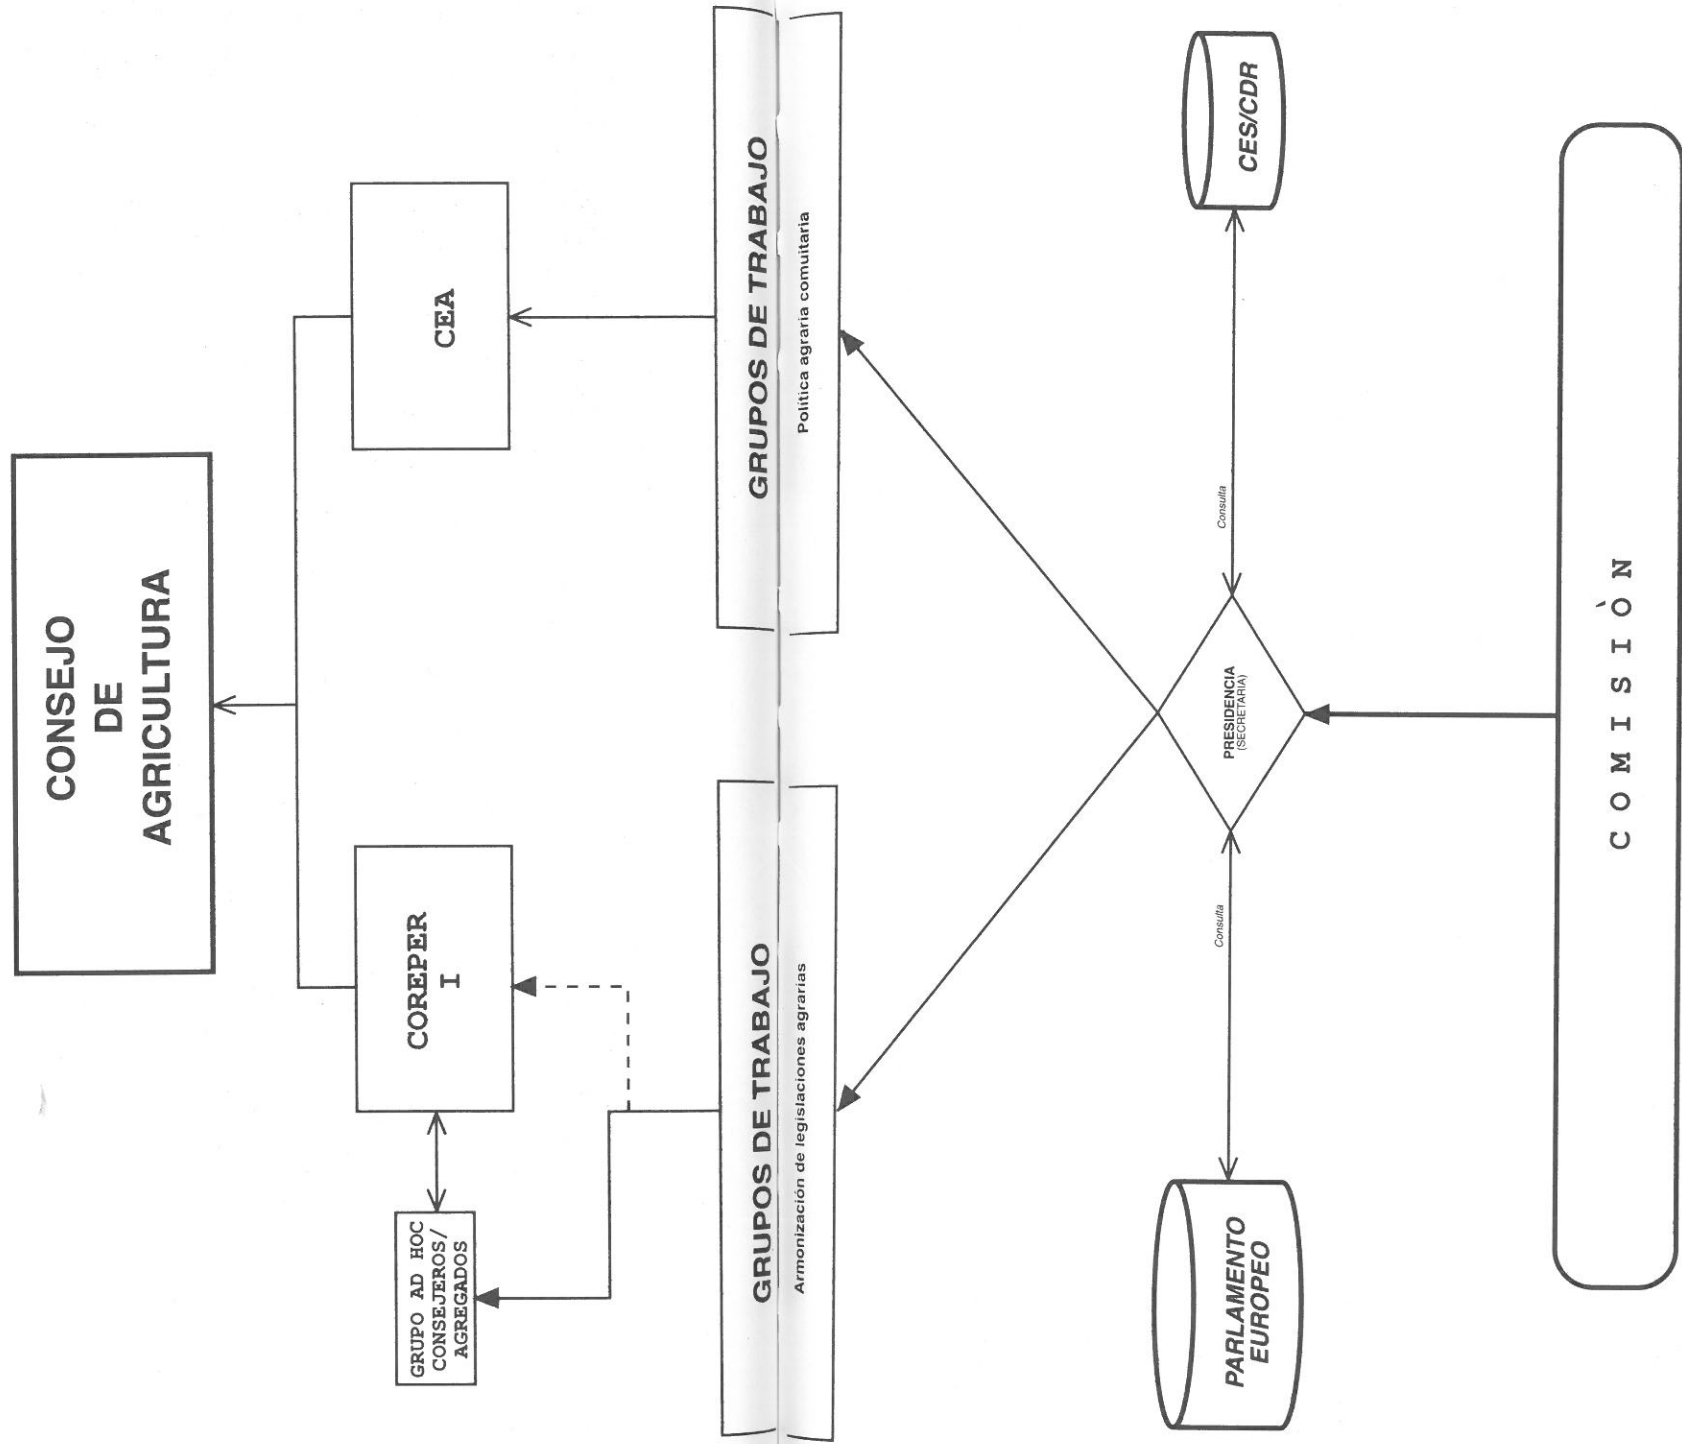 CONSEJO
DE
AGRICULTURA
GRUPO AD HOC
CONSEJEROS/
AGREGADOS
COREPER
I
CEA
GRUPOS DE TRABAJO
Armonización de legislaciones agrarias
GRUPOS DE TRABAJO
Política agraria comuitaria
PARLAMENTO
EUROPEO
Consulta
PRESIDENCIA
(SECRETARIA)
Consulta
CES/CDR
COMISIÒN